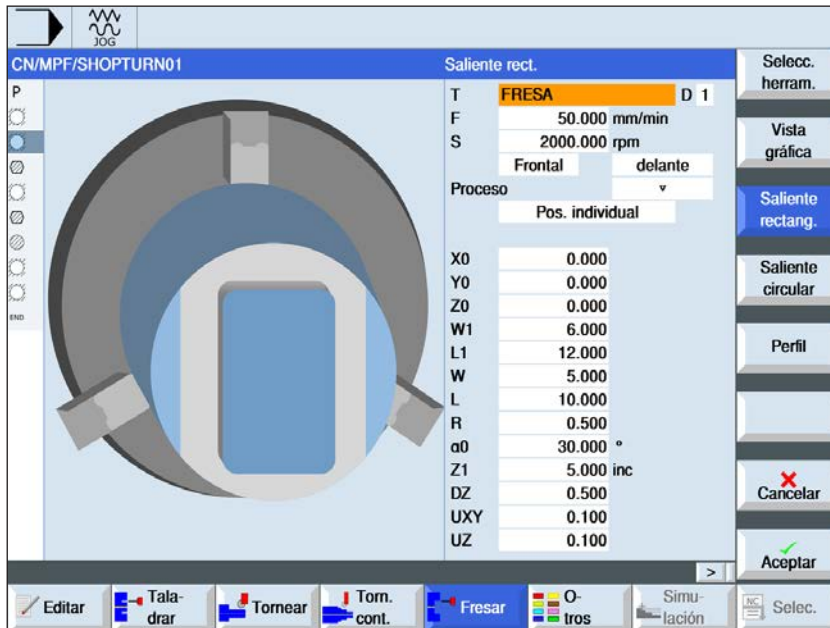 JOG
CN/MPF/SHOPTURN01
Saliente rect.
P
END
T FRESA D 1
F 50.000 mm/min
S 2000.000 rpm
Frontal delante
Proceso ▿
Pos. individual
X0 0.000
Y0 0.000
Z0 0.000
W1 6.000
L1 12.000
W 5.000
L 10.000
R 0.500
α0 30.000 °
Z1 5.000 inc
DZ 0.500
UXY 0.100
UZ 0.100
>
Selecc.
herram.
Vista
gráfica
Saliente
rectang.
Saliente
circular
Perfil
Cancelar
Aceptar
Editar
Tala-
drar
Tornear
Torn.
cont.
Fresar
O-
tros
Simu-
lación
NC
Selec.